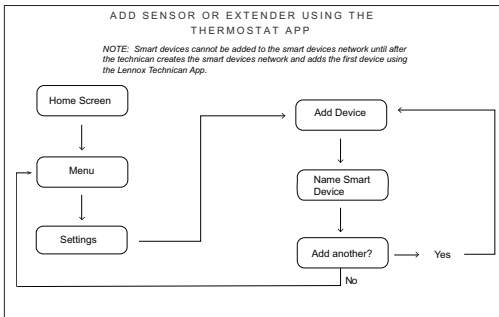 ADD SENSOR OR EXTENDER USING THE
THERMOSTAT APP
NOTE: Smart devices cannot be added to the smart devices network until after
the technican creates the smart devices network and adds the first device using
the Lennox Technican App.
Home Screen
Menu
Settings
Add Device
Name Smart
Device
Add another?
Yes
No